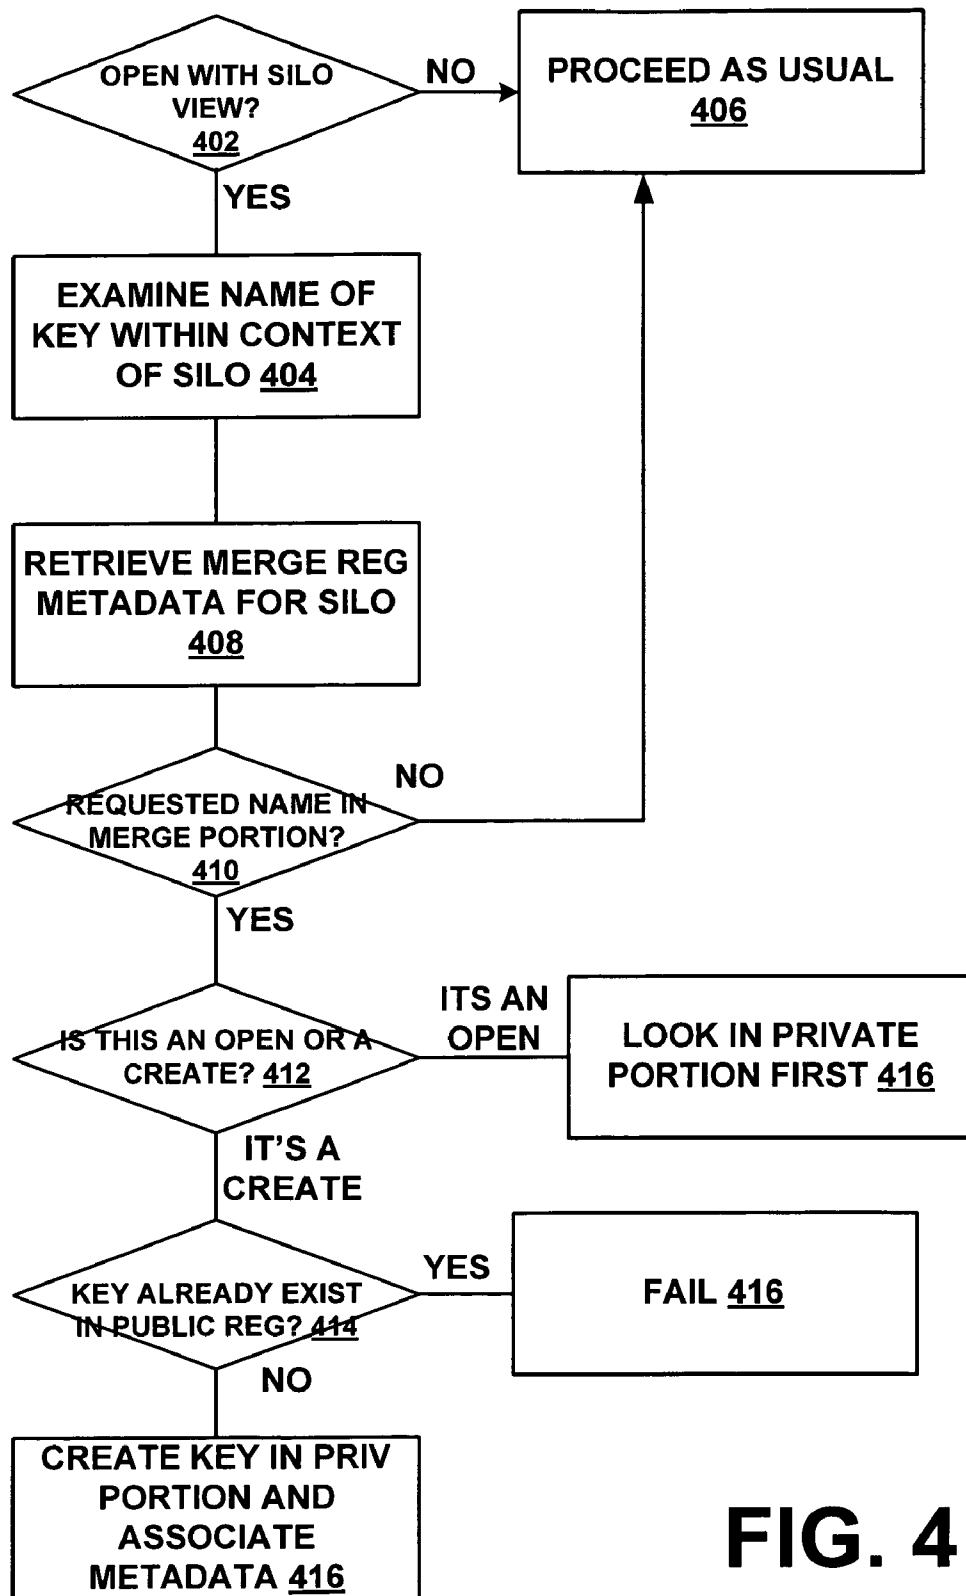 OPEN WITH SILO
VIEW?
402
NO
PROCEED AS USUAL
406
YES
EXAMINE NAME OF
KEY WITHIN CONTEXT
OF SILO 404
RETRIEVE MERGE REG
METADATA FOR SILO
408
REQUESTED NAME IN
MERGE PORTION?
410
NO
YES
IS THIS AN OPEN OR A
CREATE? 412
ITS AN
OPEN
LOOK IN PRIVATE
PORTION FIRST 416
IT'S A
CREATE
KEY ALREADY EXIST
IN PUBLIC REG? 414
YES
FAIL 416
NO
CREATE KEY IN PRIV
PORTION AND
ASSOCIATE
METADATA 416
FIG. 4